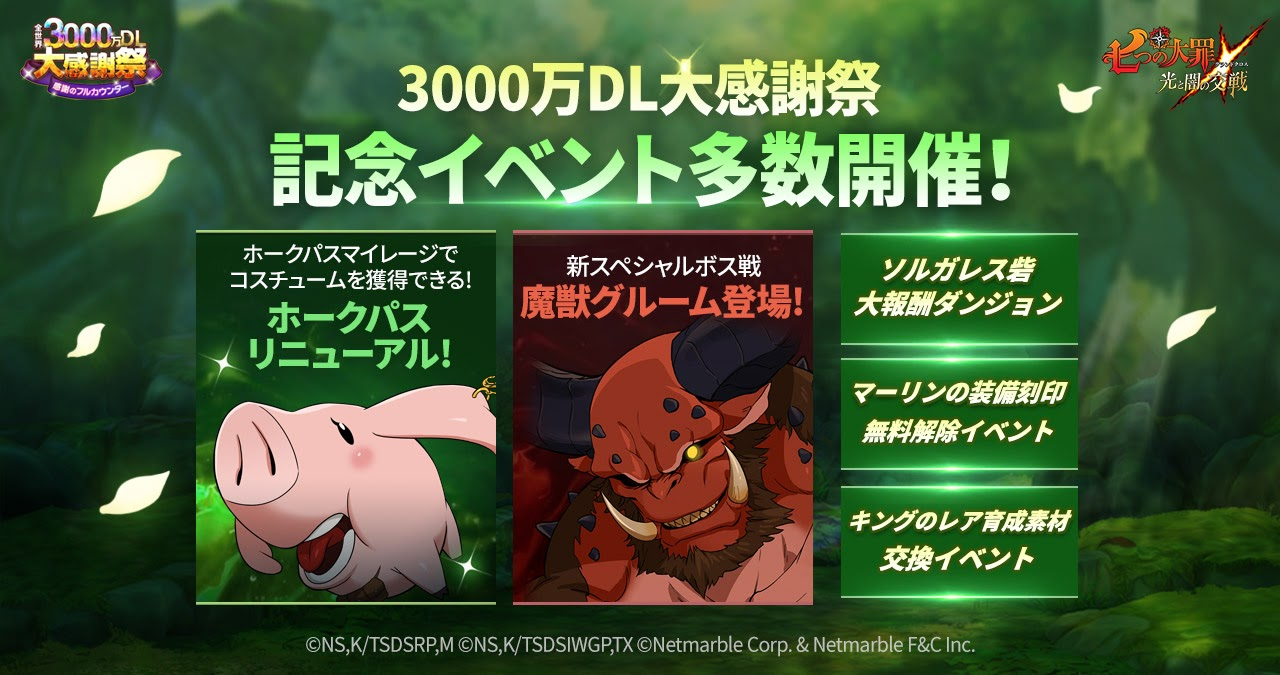 全世界
3000万DL
大感謝祭
感謝のフルカウンター
七つの大罪
グランドクロス
光と闇の交戦
3000万DL大感謝祭
記念イベント多数開催!
ホークパスマイレージで
コスチュームを獲得できる!
ホークパス
リニューアル!
新スペシャルボス戦
魔獣グルーム登場!
ソルガレス砦
大報酬ダンジョン
マーリンの装備刻印
無料解除イベント
キングのレア育成素材
交換イベント
©NS,K/TSDSRP,M ©NS,K/TSDSIWGP,TX ©Netmarble Corp. & Netmarble F&C Inc.